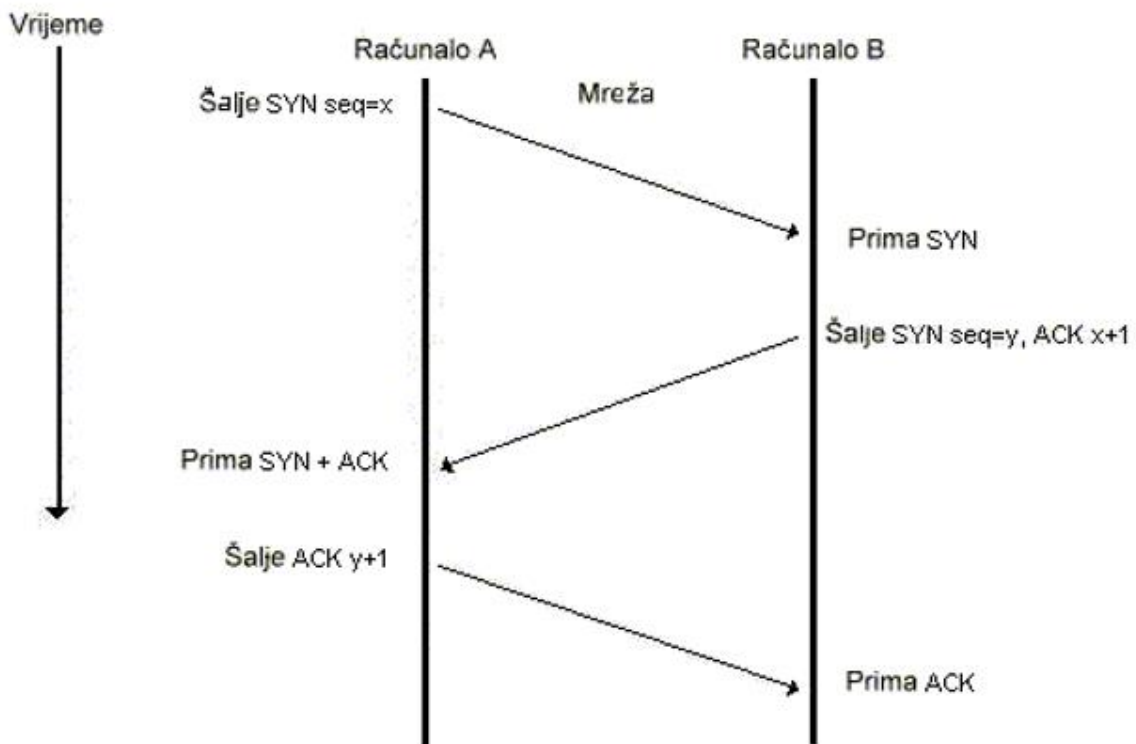 Vrijeme
Računalo A
Računalo B
Šalje SYN seq=x
Mreža
Prima SYN
Šalje SYN seq=y, ACK x+1
Prima SYN + ACK
Šalje ACK y+1
Prima ACK